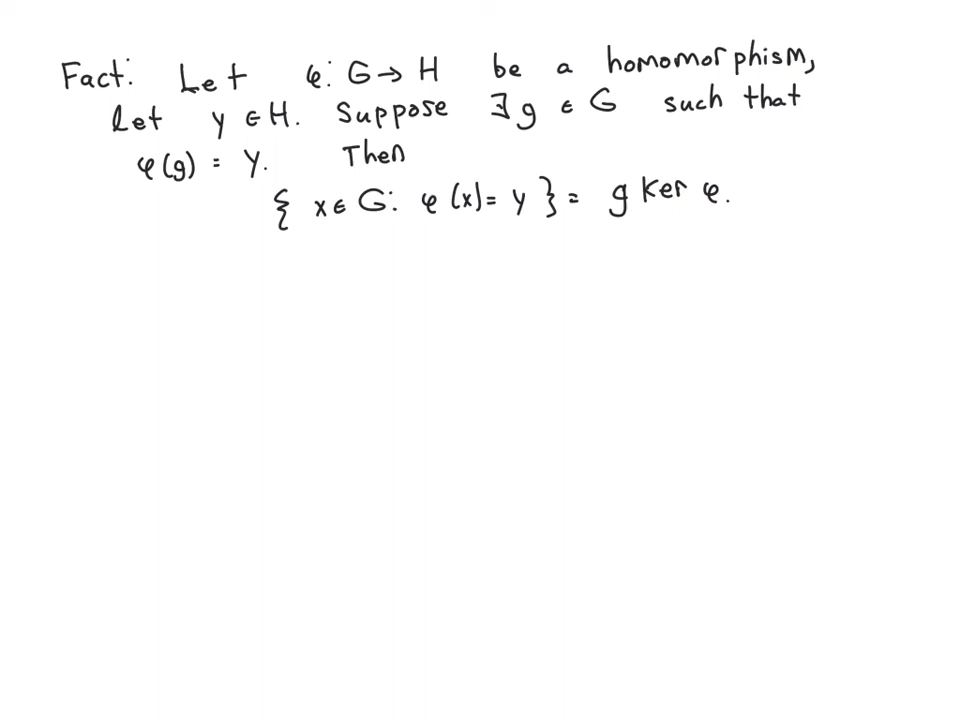 Fact: Let φ: G → H be a homomorphism,
Let y ∈ H. Suppose ∃ g ∈ G such that
φ(g) = y. Then
{ x ∈ G: φ(x) = y } = g ker φ.